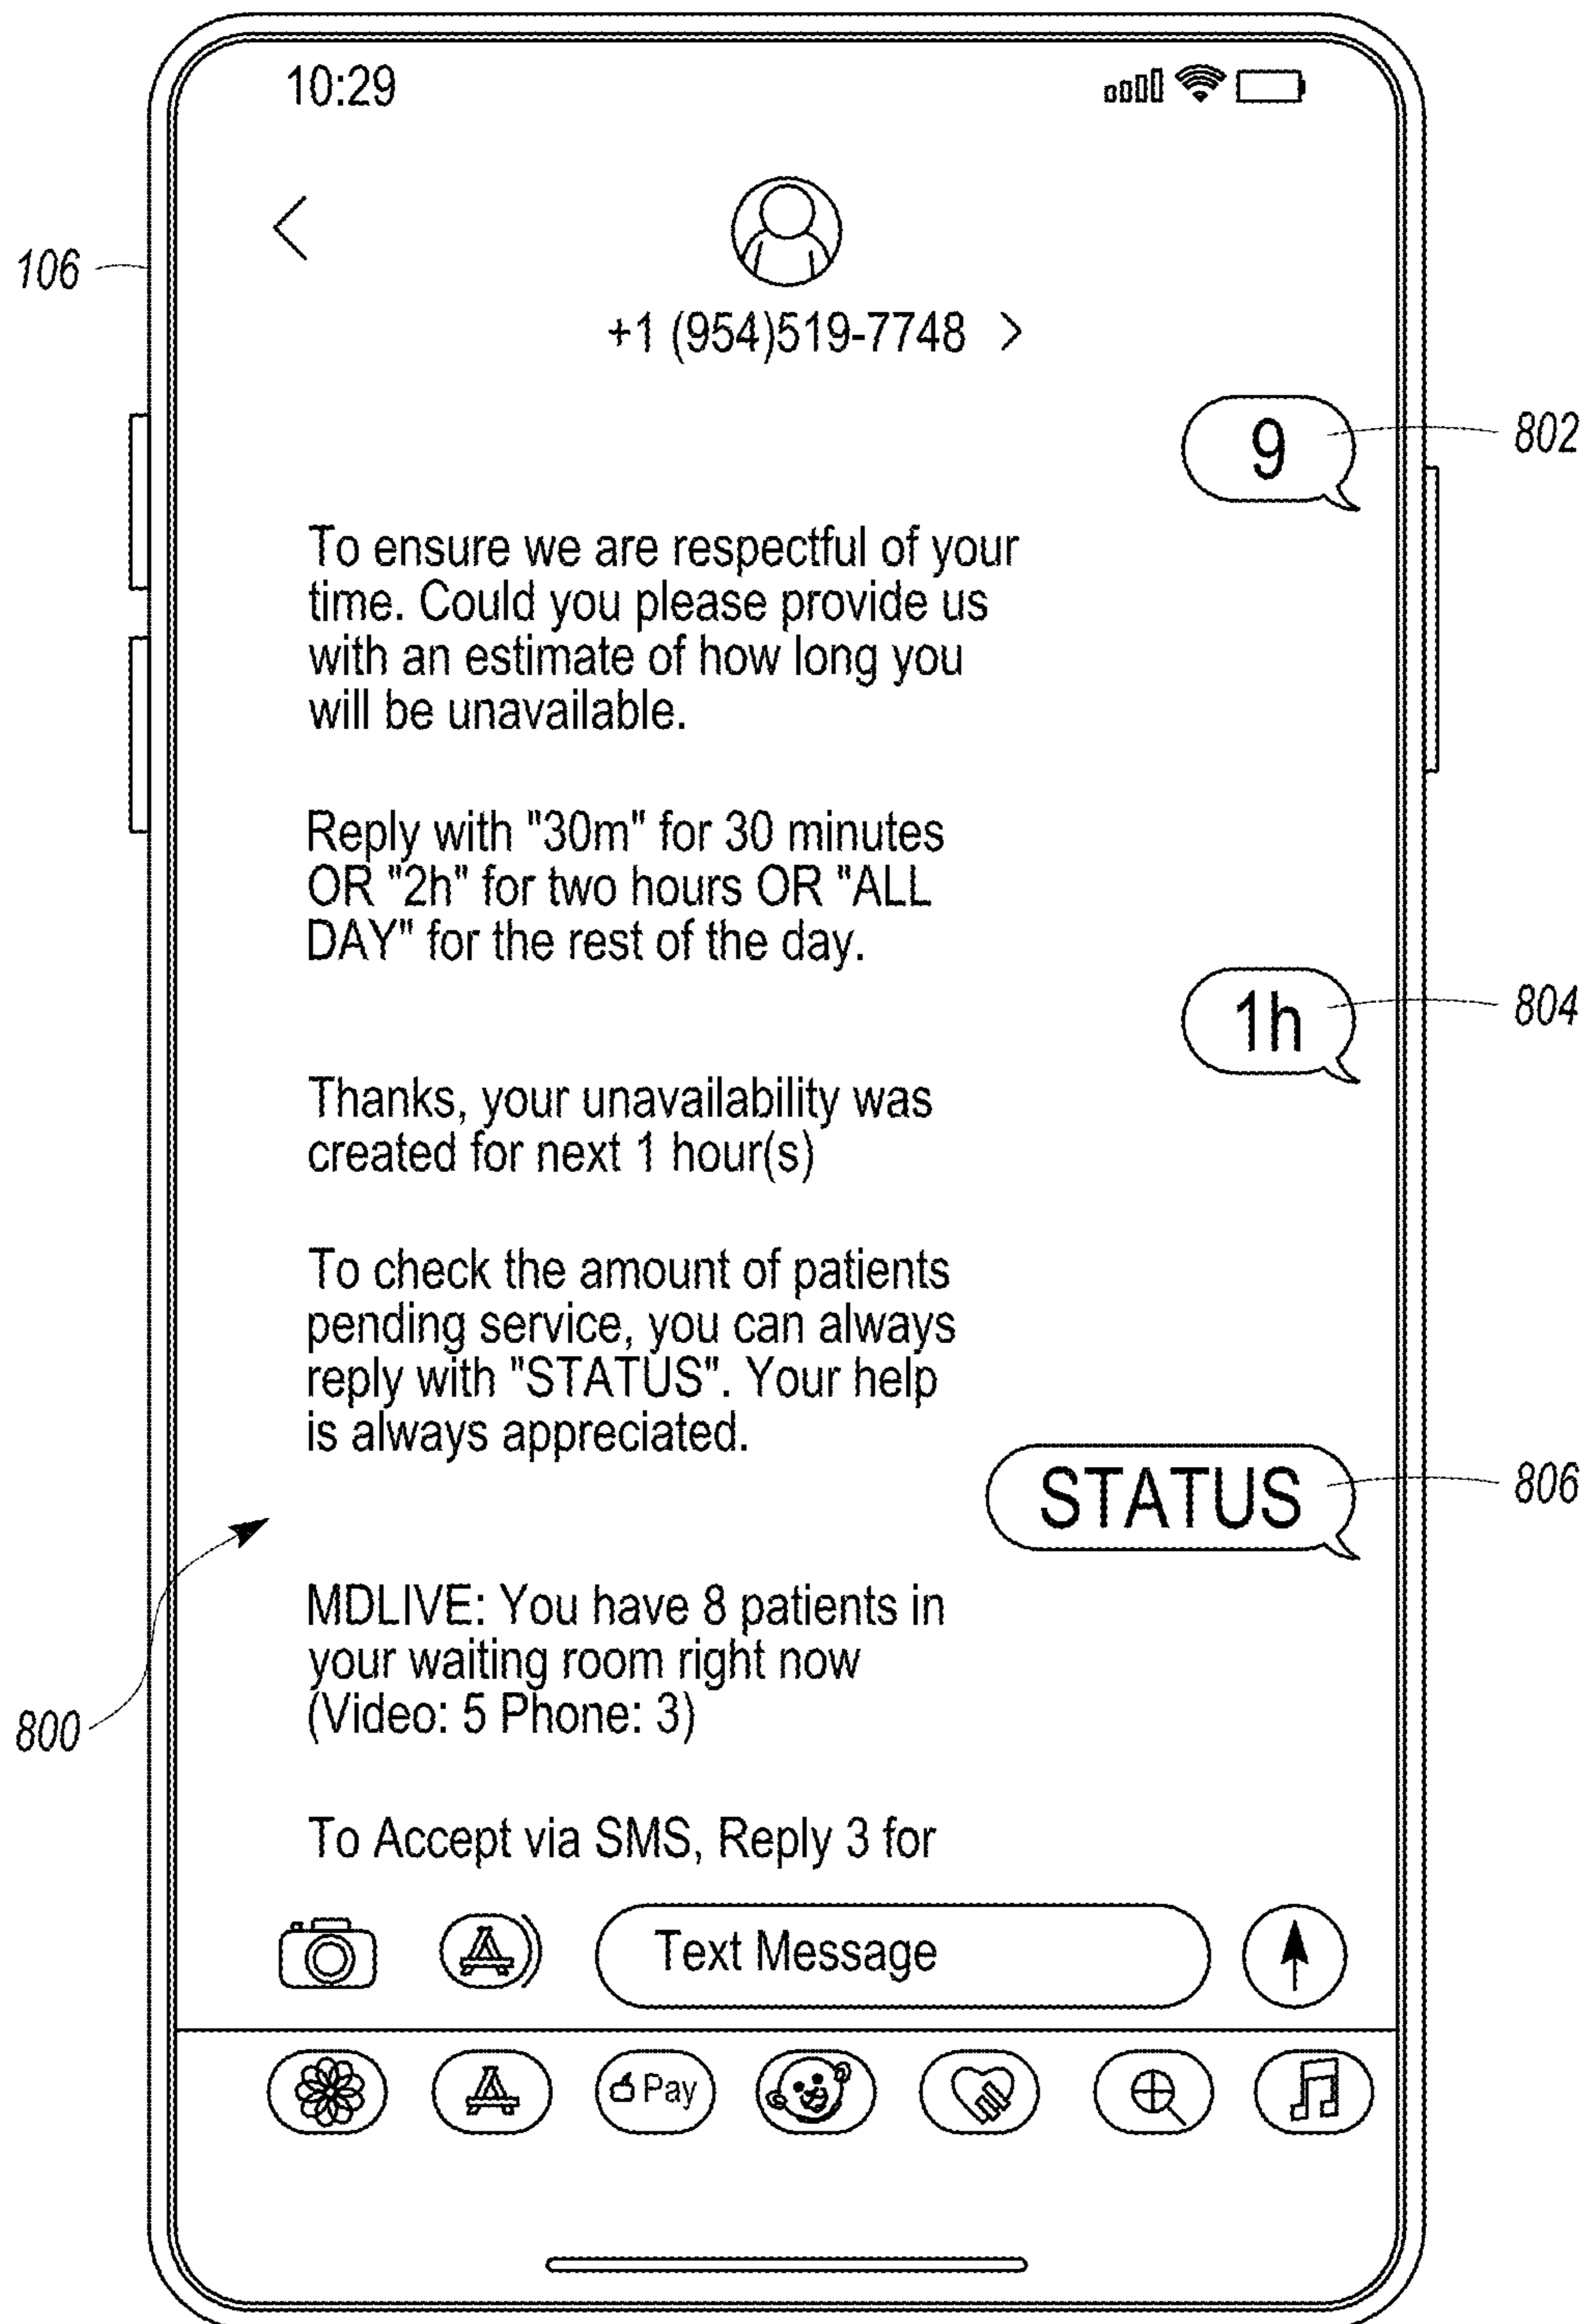 10:29
106
+1 (954)519-7748 >
9
802
To ensure we are respectful of your
time. Could you please provide us
with an estimate of how long you
will be unavailable.
Reply with "30m" for 30 minutes
OR "2h" for two hours OR "ALL
DAY" for the rest of the day.
1h
804
Thanks, your unavailability was
created for next 1 hour(s)
To check the amount of patients
pending service, you can always
reply with "STATUS". Your help
is always appreciated.
STATUS
806
MDLIVE: You have 8 patients in
your waiting room right now
(Video: 5 Phone: 3)
800
To Accept via SMS, Reply 3 for
Text Message
Pay